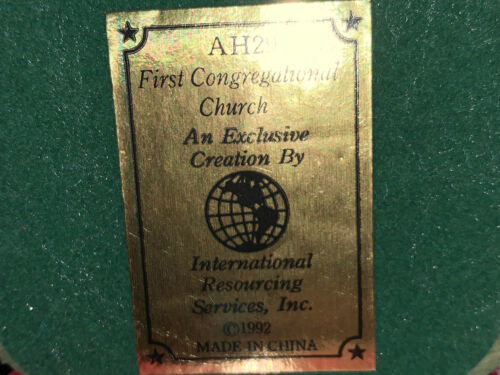 AH29
First Congregational
Church
An Exclusive
Creation By
International
Resourcing
Services, Inc.
©1992
MADE IN CHINA